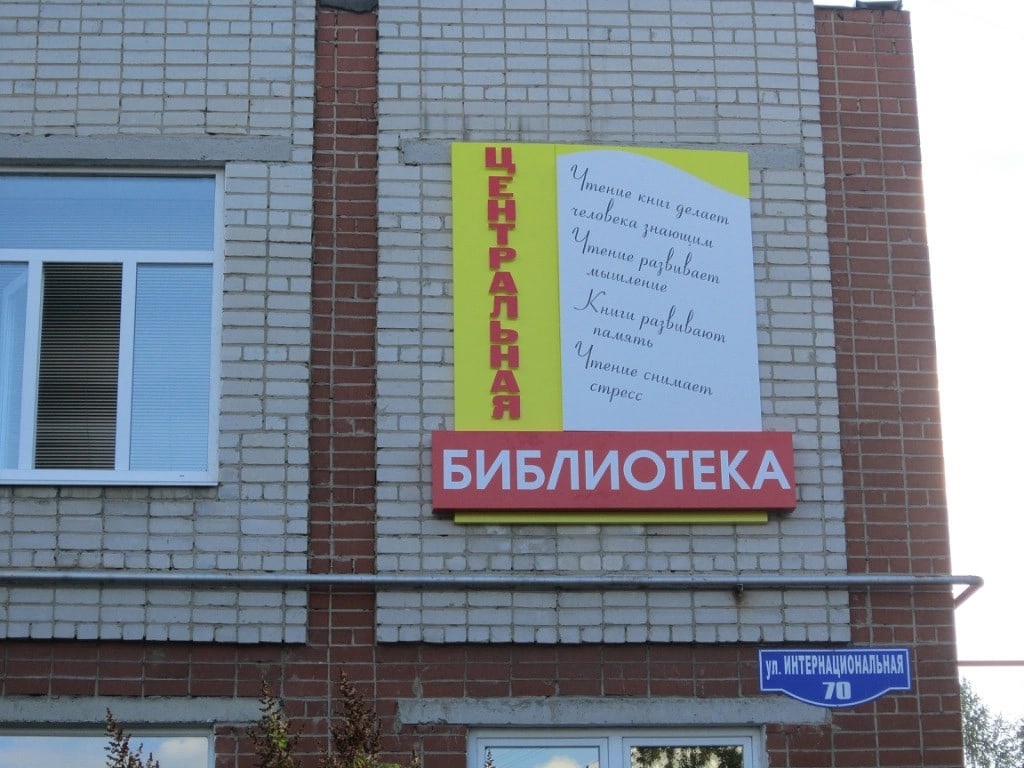 ЦЕНТРАЛЬНАЯ
Чтение книг делает
человека знающим
Чтение развивает
мышление
Книги развивают
память
Чтение снимает
стресс
БИБЛИОТЕКА
ул. ИНТЕРНАЦИОНАЛЬНАЯ
70